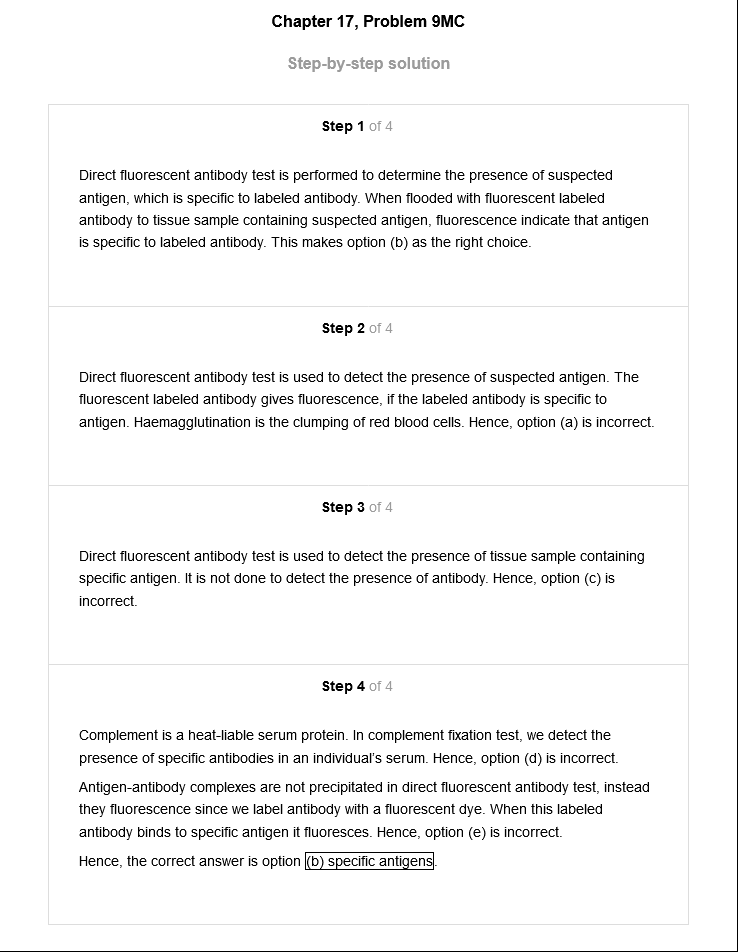 Chapter 17, Problem 9MC
Step-by-step solution
Step 1 of 4
Direct fluorescent antibody test is performed to determine the presence of suspected
antigen, which is specific to labeled antibody. When flooded with fluorescent labeled
antibody to tissue sample containing suspected antigen, fluorescence indicate that antigen
is specific to labeled antibody. This makes option (b) as the right choice.
Step 2 of 4
Direct fluorescent antibody test is used to detect the presence of suspected antigen. The
fluorescent labeled antibody gives fluorescence, if the labeled antibody is specific to
antigen. Haemagglutination is the clumping of red blood cells. Hence, option (a) is incorrect.
Step 3 of 4
Direct fluorescent antibody test is used to detect the presence of tissue sample containing
specific antigen. It is not done to detect the presence of antibody. Hence, option (c) is
incorrect.
Step 4 of 4
Complement is a heat-liable serum protein. In complement fixation test, we detect the
presence of specific antibodies in an individual's serum. Hence, option (d) is incorrect.
Antigen-antibody complexes are not precipitated in direct fluorescent antibody test, instead
they fluorescence since we label antibody with a fluorescent dye. When this labeled
antibody binds to specific antigen it fluoresces. Hence, option (e) is incorrect.
Hence, the correct answer is option (b) specific antigens.